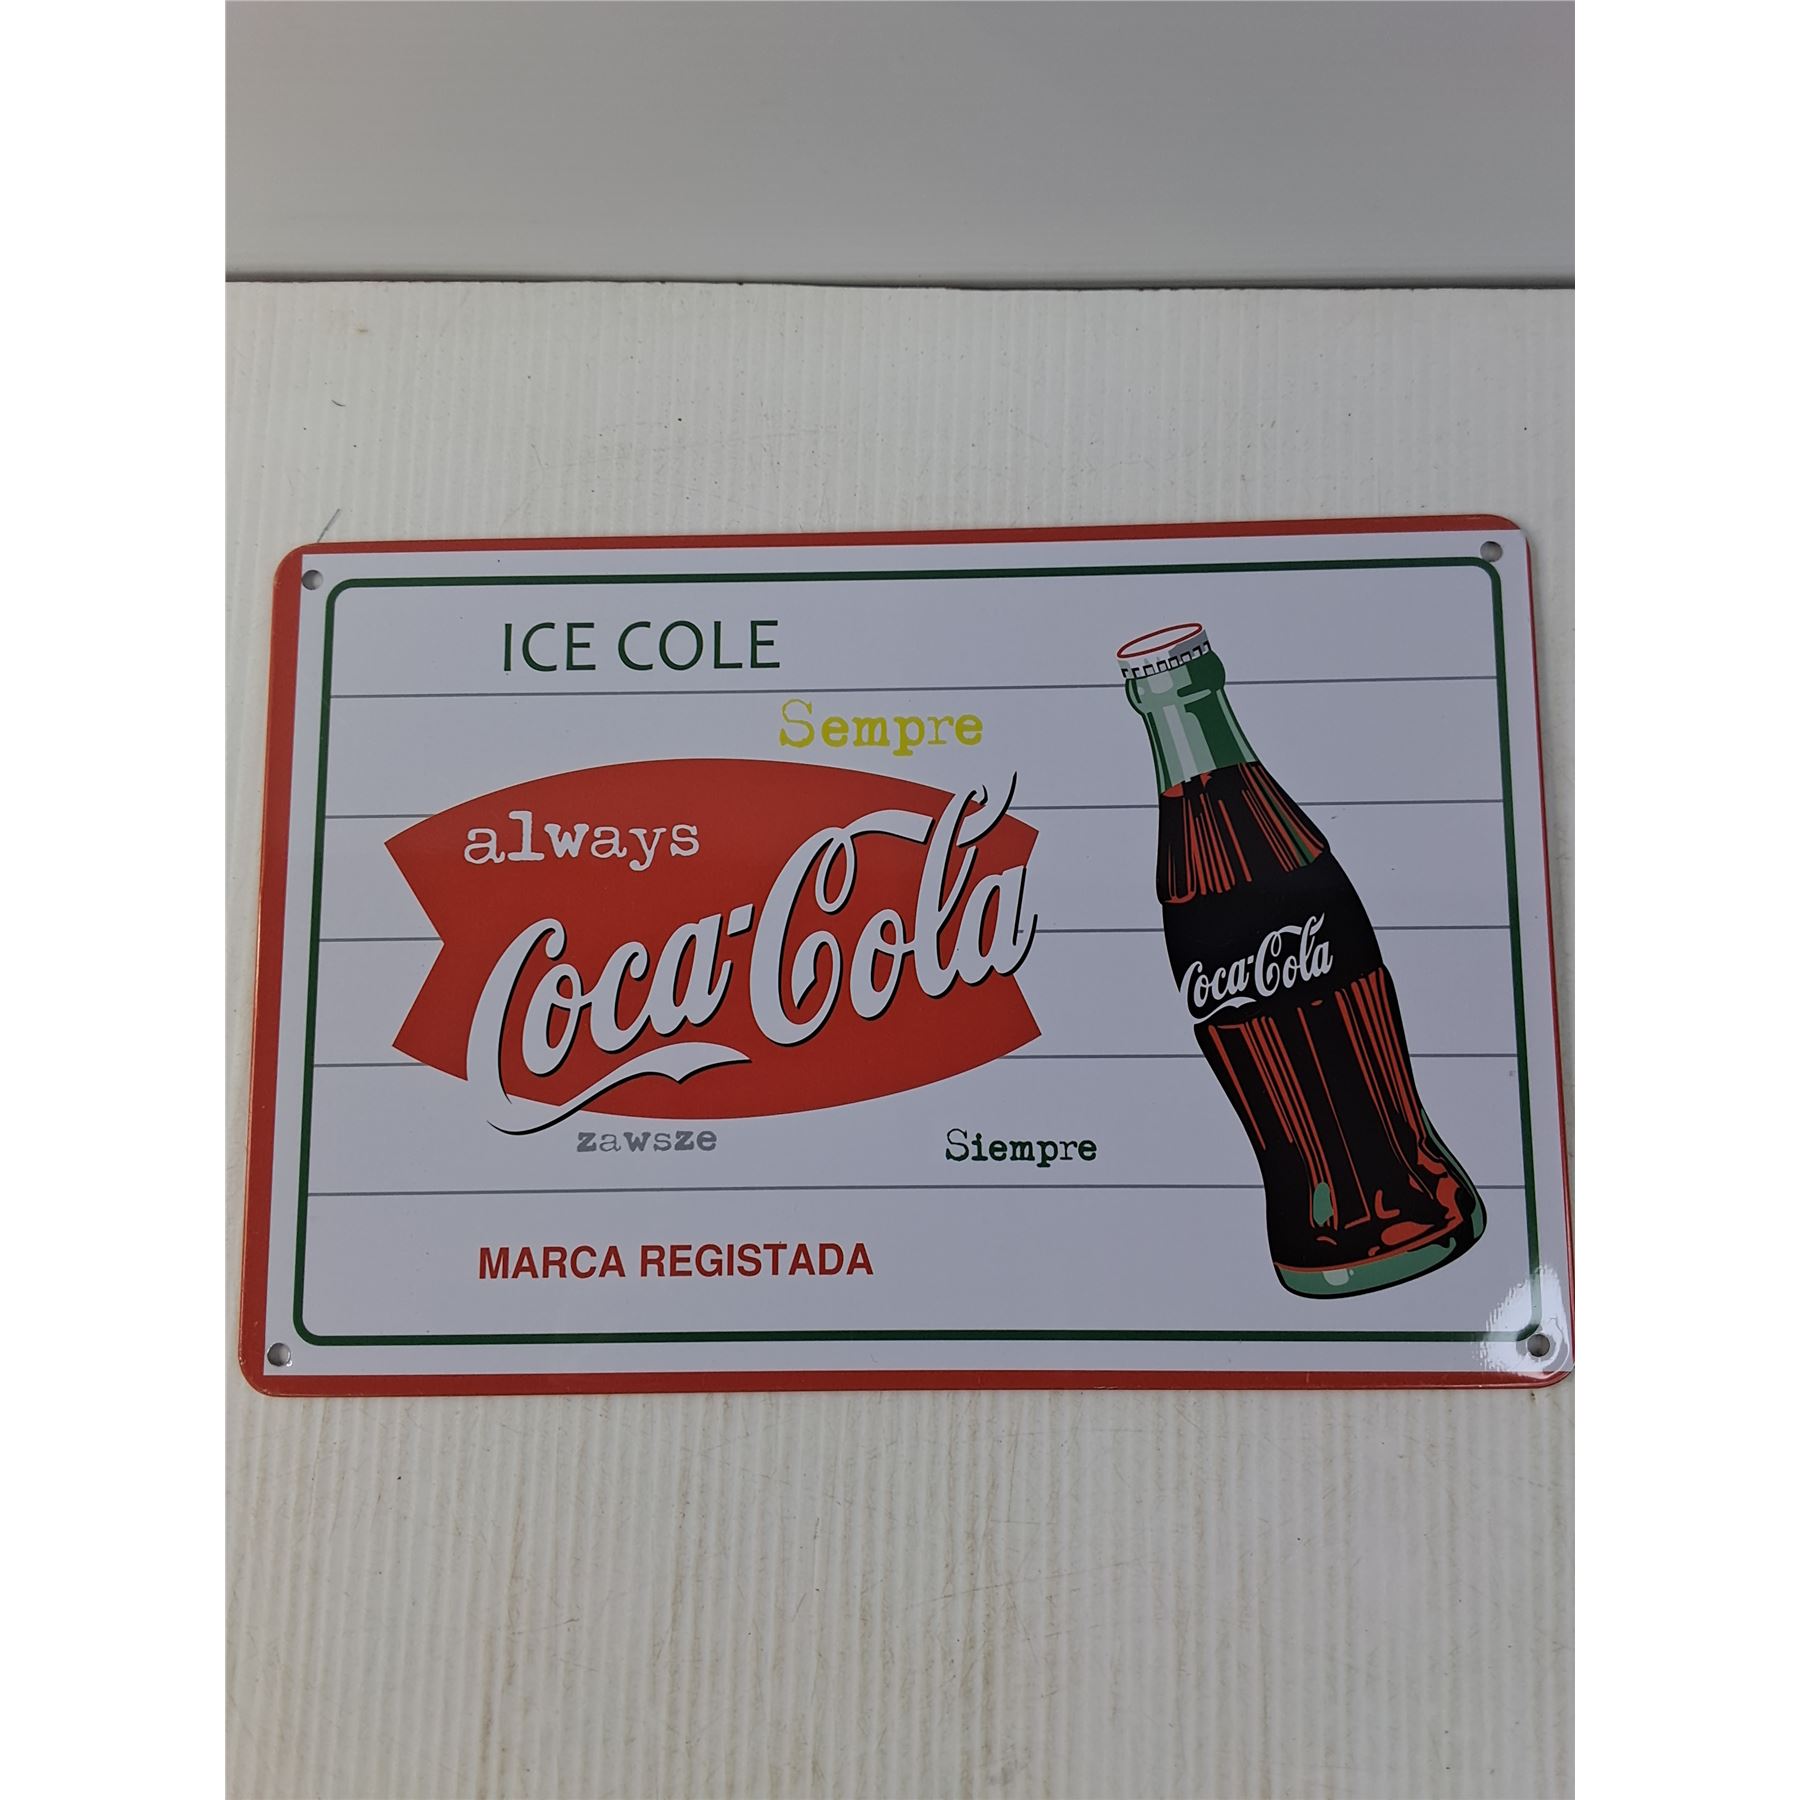 ICE COLE
Sempre
always
Coca-Cola
Coca-Cola
zawsze
Siempre
MARCA REGISTADA